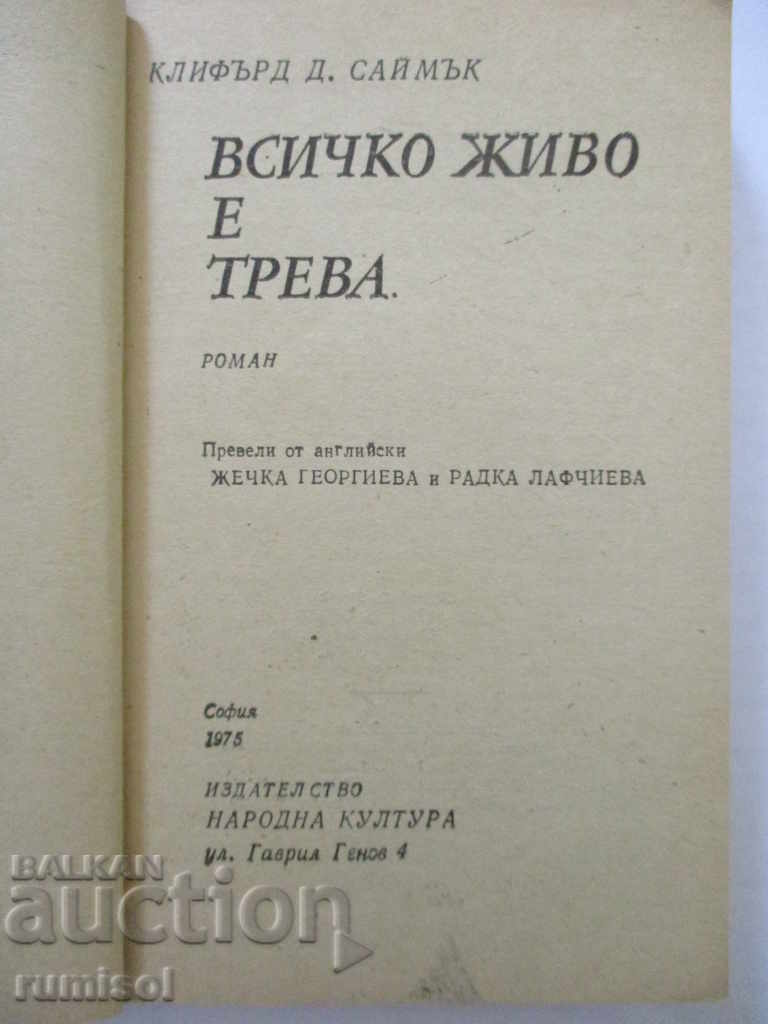 КЛИФЪРД Д. САЙМЪК
ВСИЧКО ЖИВО
Е
ТРЕВА
РОМАН
Превели от английски
ЖЕЧКА ГЕОРГИЕВА и РАДКА ЛАФЧИЕВА
София
1975
ИЗДАТЕЛСТВО
НАРОДНА КУЛТУРА
ул. Гаврил Генов 4
BALKAN
auction
rumisol